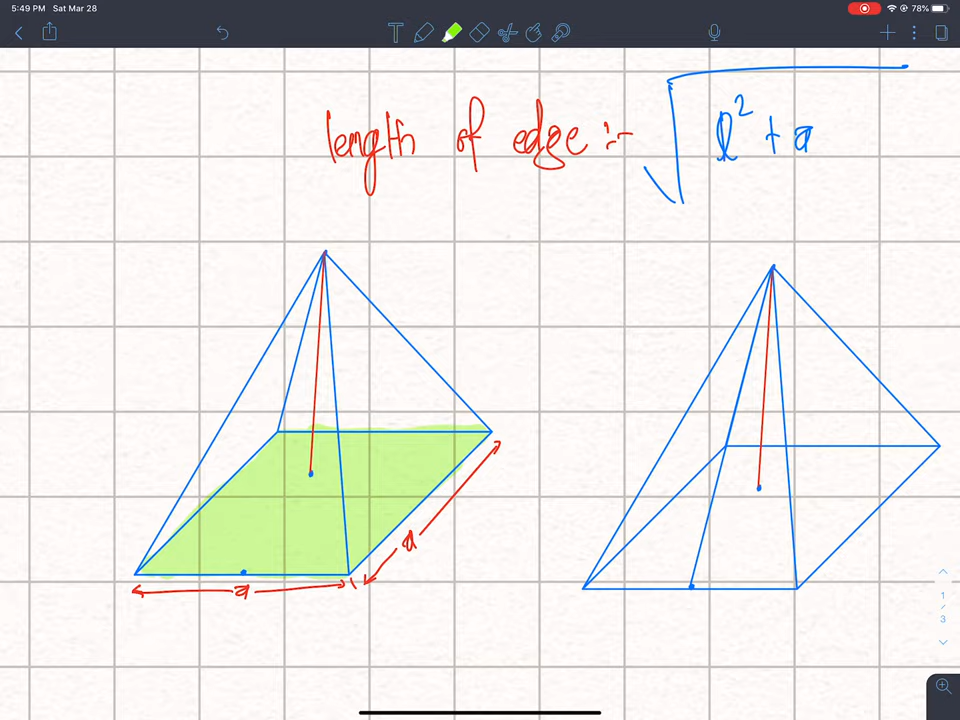 5:49 PM Sat Mar 28
78%
T
length of edge :- √ l² + a
a
a
1
/
3